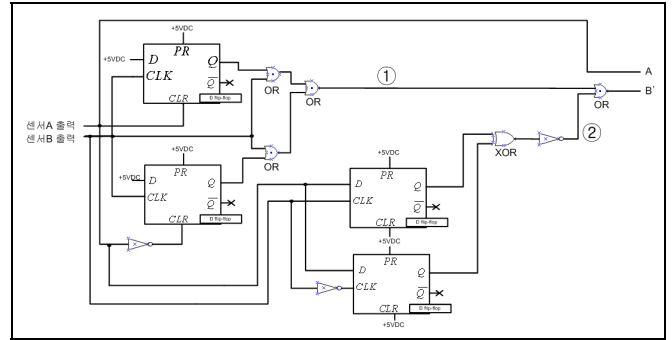 +5VDC
+5VDC
D
PR
Q
CLK
Q
CLR
D flip-flop
OR
OR
①
A
B'
OR
센서A 출력
센서B 출력
+5VDC
+5VDC
D
PR
Q
CLK
Q
CLR
D flip-flop
OR
②
XOR
+5VDC
D
PR
Q
CLK
Q
CLR
D flip-flop
+5VDC
D
PR
Q
CLK
Q
CLR
D flip-flop
+5VDC